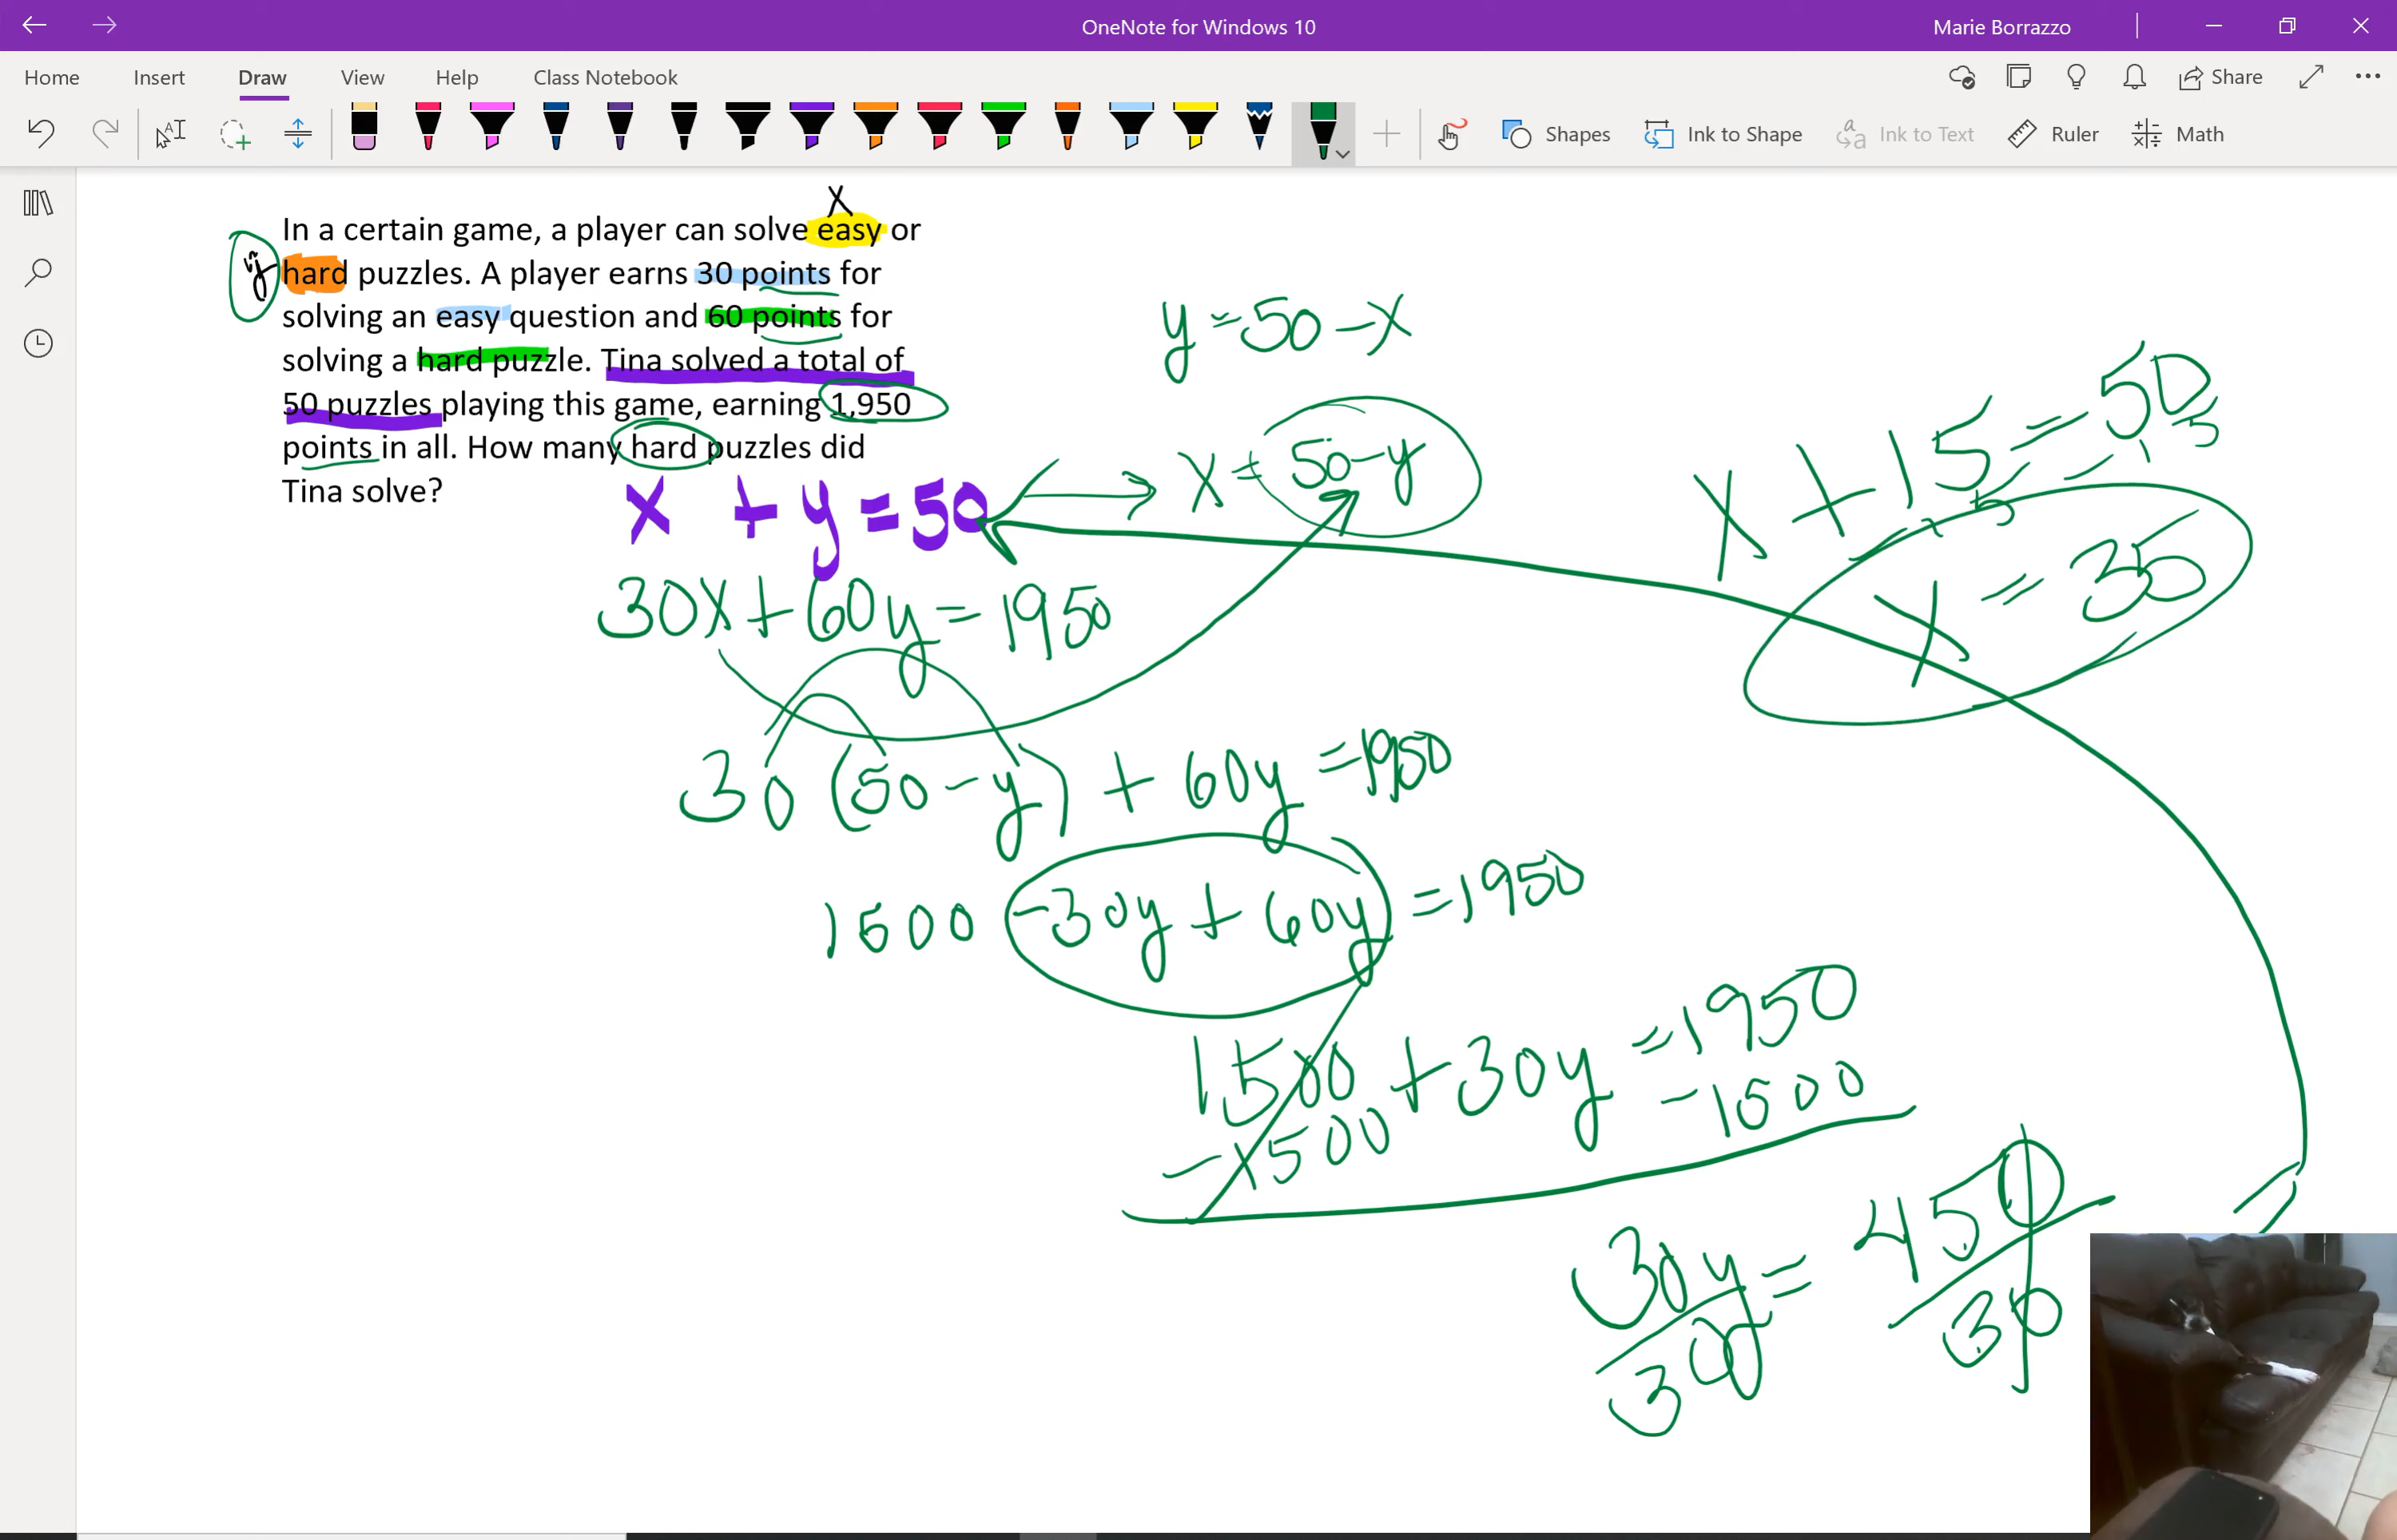 OneNote for Windows 10
Marie Borrazzo
Home Insert Draw View Help Class Notebook
Share
Shapes Ink to Shape Ink to Text Ruler Math
x
In a certain game, a player can solve easy or
y
hard puzzles. A player earns 30 points for
solving an easy question and 60 points for
solving a hard puzzle. Tina solved a total of
50 puzzles playing this game, earning 1,950
points in all. How many hard puzzles did
Tina solve?
y = 50 - x
x + y = 50
x = 50 - y
30x + 60y = 1950
30 (50 - y) + 60y = 1950
1500 - 30y + 60y = 1950
1500 + 30y = 1950
- 1500 - 1500
30y = 450
30 30
x + 15 = 50
x = 35